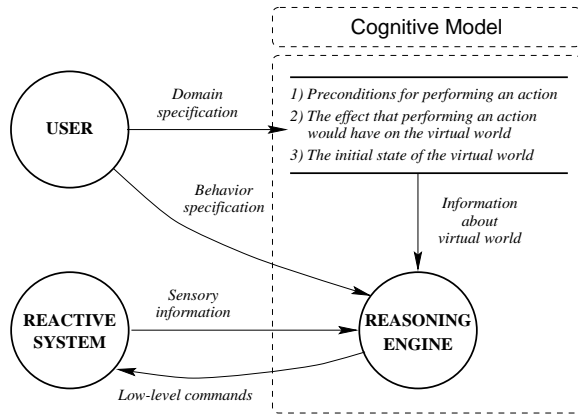 Cognitive Model
Domain
specification
USER
1) Preconditions for performing an action
2) The effect that performing an action
would have on the virtual world
3) The initial state of the virtual world
Behavior
specification
Information
about
virtual world
Sensory
information
REACTIVE
SYSTEM
REASONING
ENGINE
Low-level commands